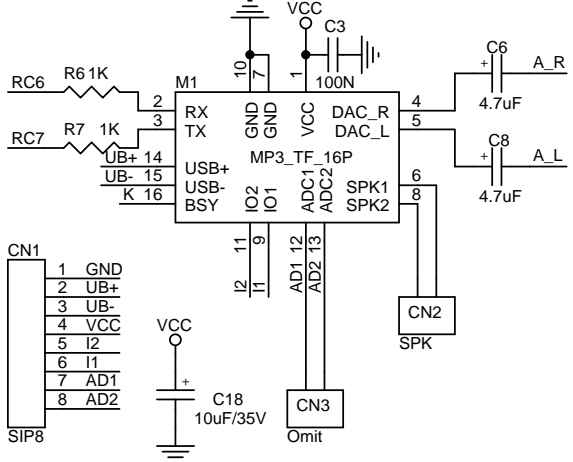 VCC
C3
100N
M1
10
7
1
RC6
R6 1K
2
RX
RC7
R7 1K
3
TX
GND
GND
VCC
DAC_R
4
DAC_L
5
C6
+
4.7uF
A_R
C8
+
4.7uF
A_L
MP3_TF_16P
UB+ 14
USB+
UB- 15
USB-
K 16
BSY
IO2
IO1
ADC1
ADC2
SPK1
6
SPK2
8
11
9
12
13
I2
I1
AD1
AD2
CN2
SPK
CN3
Omit
CN1
1 GND
2 UB+
3 UB-
4 VCC
5 I2
6 I1
7 AD1
8 AD2
SIP8
VCC
+
C18
10uF/35V